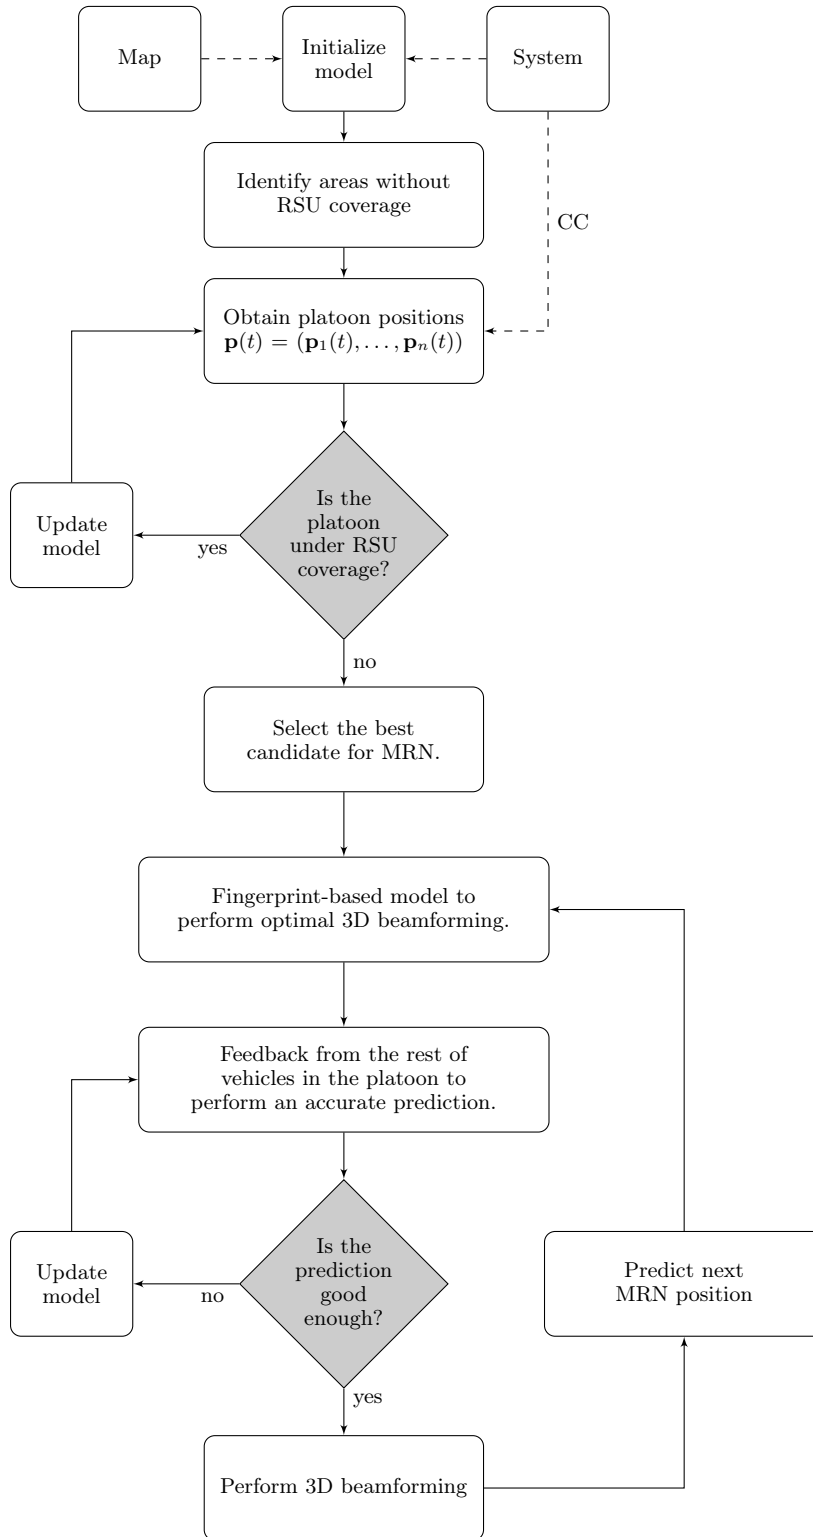 Map
Initialize
model
System
Identify areas without
RSU coverage
CC
Obtain platoon positions
𝐩(t) = (𝐩₁(t), . . . , 𝐩ₙ(t))
Is the
platoon
under RSU
coverage?
Update
model
yes
no
Select the best
candidate for MRN.
Fingerprint-based model to
perform optimal 3D beamforming.
Feedback from the rest of
vehicles in the platoon to
perform an accurate prediction.
Is the
prediction
good
enough?
Update
model
no
Predict next
MRN position
yes
Perform 3D beamforming